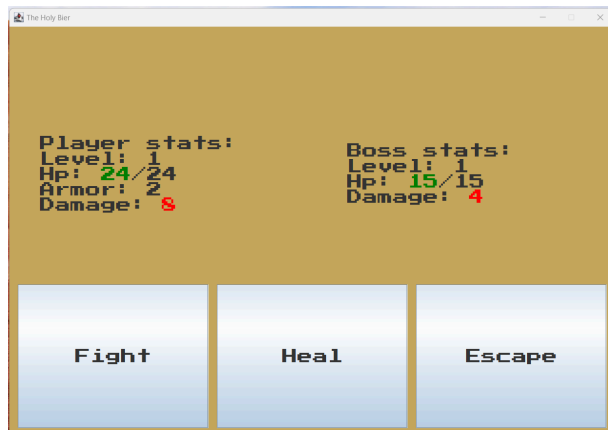 The Holy Bier
Player stats:
Level: 1
Hp: 24/24
Armor: 2
Damage: 8
Boss stats:
Level: 1
Hp: 15/15
Damage: 4
Fight
Heal
Escape